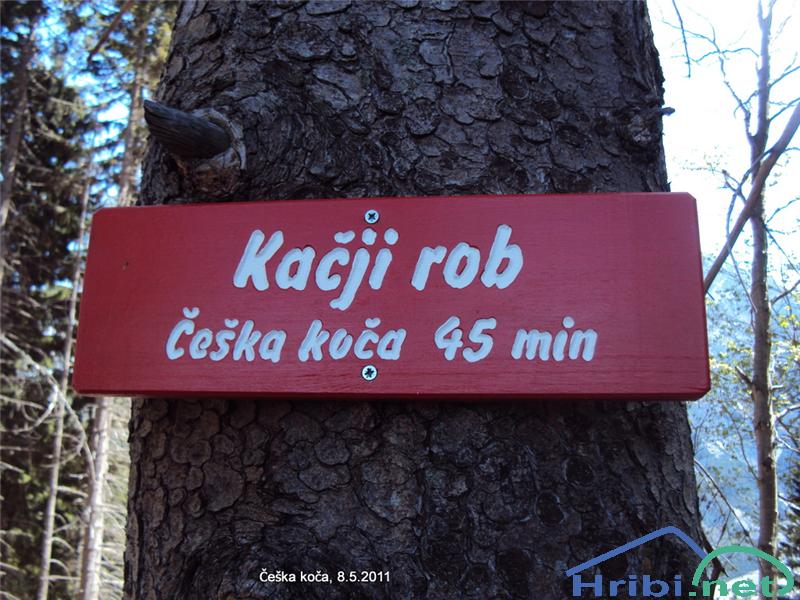 Kačji rob
Češka koča 45 min
Češka koča, 8.5.2011
Hribi.net